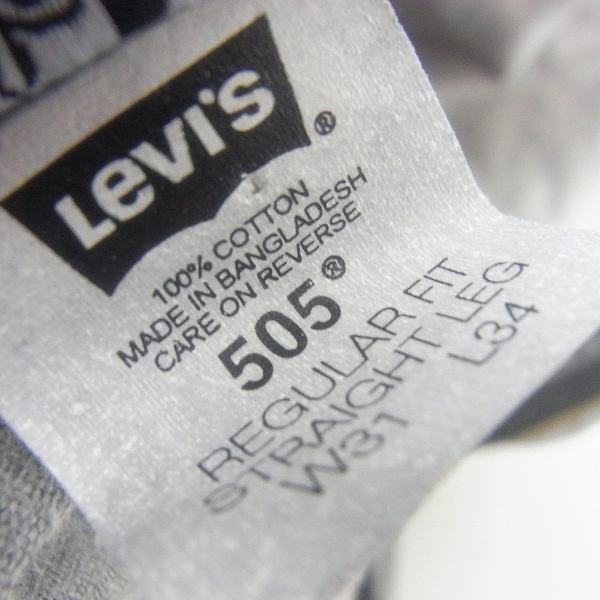 Levi's®
100% COTTON
MADE IN BANGLADESH
CARE ON REVERSE
505®
REGULAR FIT
STRAIGHT LEG
W31 L34